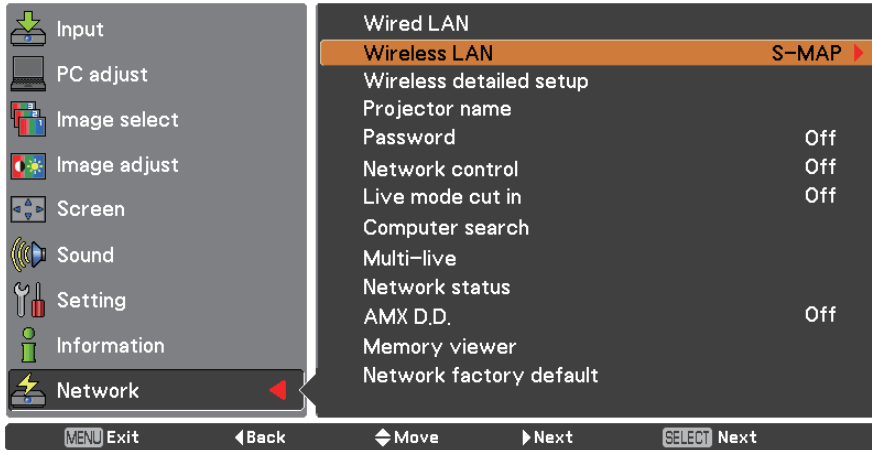 Input
PC adjust
Image select
Image adjust
Screen
Sound
Setting
Information
Network
Wired LAN
Wireless LAN S-MAP
Wireless detailed setup
Projector name
Password Off
Network control Off
Live mode cut in Off
Computer search
Multi-live
Network status
AMX D.D. Off
Memory viewer
Network factory default
MENU Exit Back Move Next SELECT Next